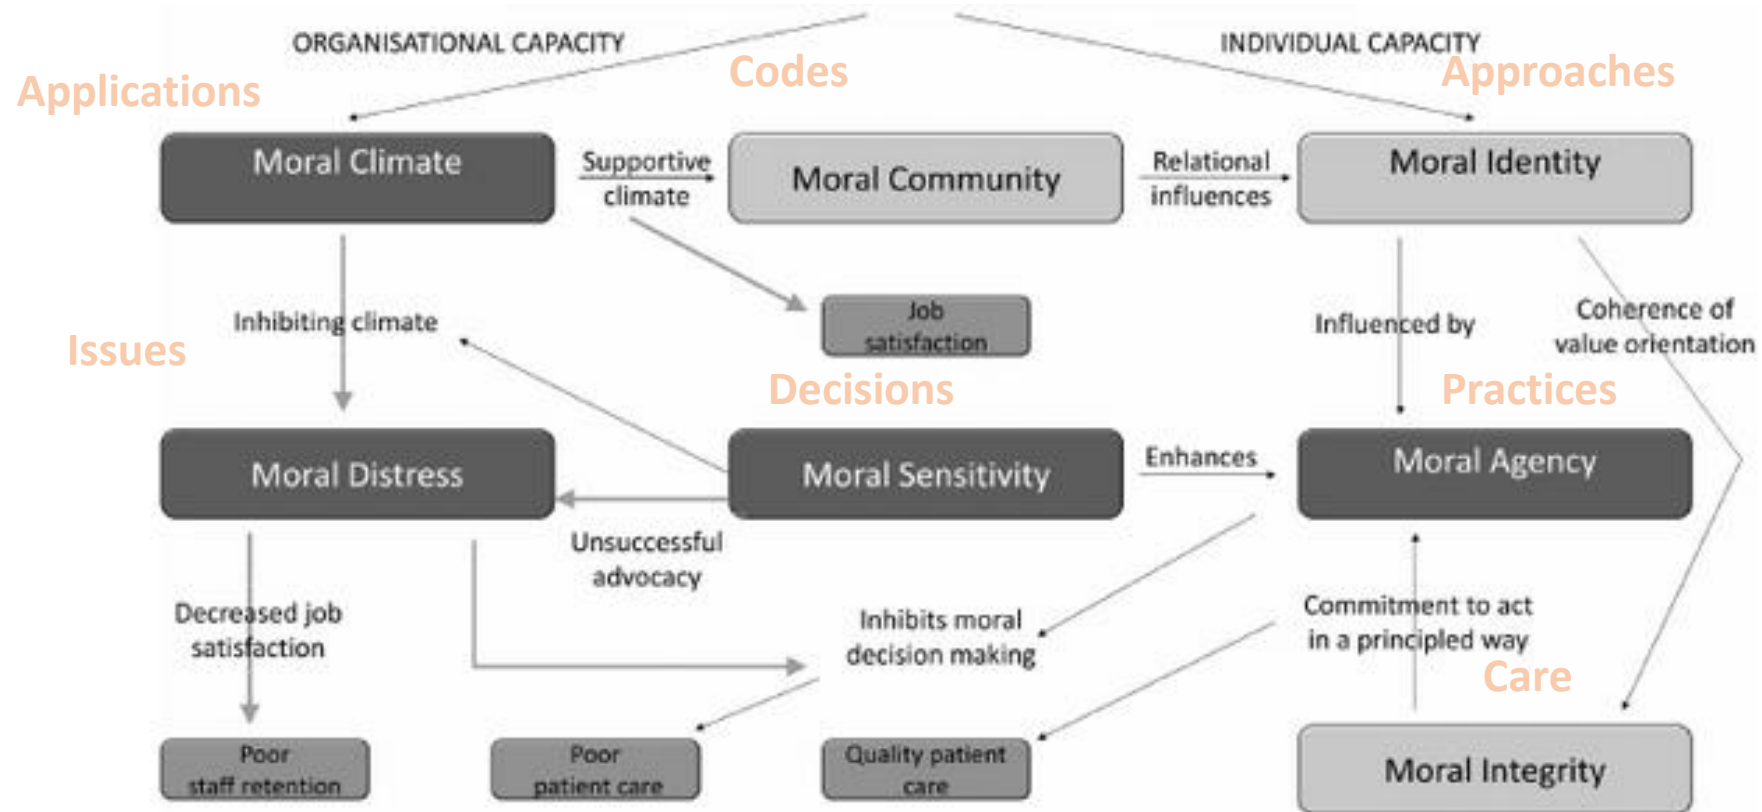 ORGANISATIONAL CAPACITY
INDIVIDUAL CAPACITY
Applications
Codes
Approaches
Moral Climate
Supportive
climate
Moral Community
Relational
influences
Moral Identity
Inhibiting climate
Job
satisfaction
Influenced by
Coherence of
value orientation
Issues
Decisions
Practices
Moral Distress
Moral Sensitivity
Enhances
Moral Agency
Unsuccessful
advocacy
Decreased job
satisfaction
Inhibits moral
decision making
Commitment to act
in a principled way
Care
Poor
staff retention
Poor
patient care
Quality patient
care
Moral Integrity